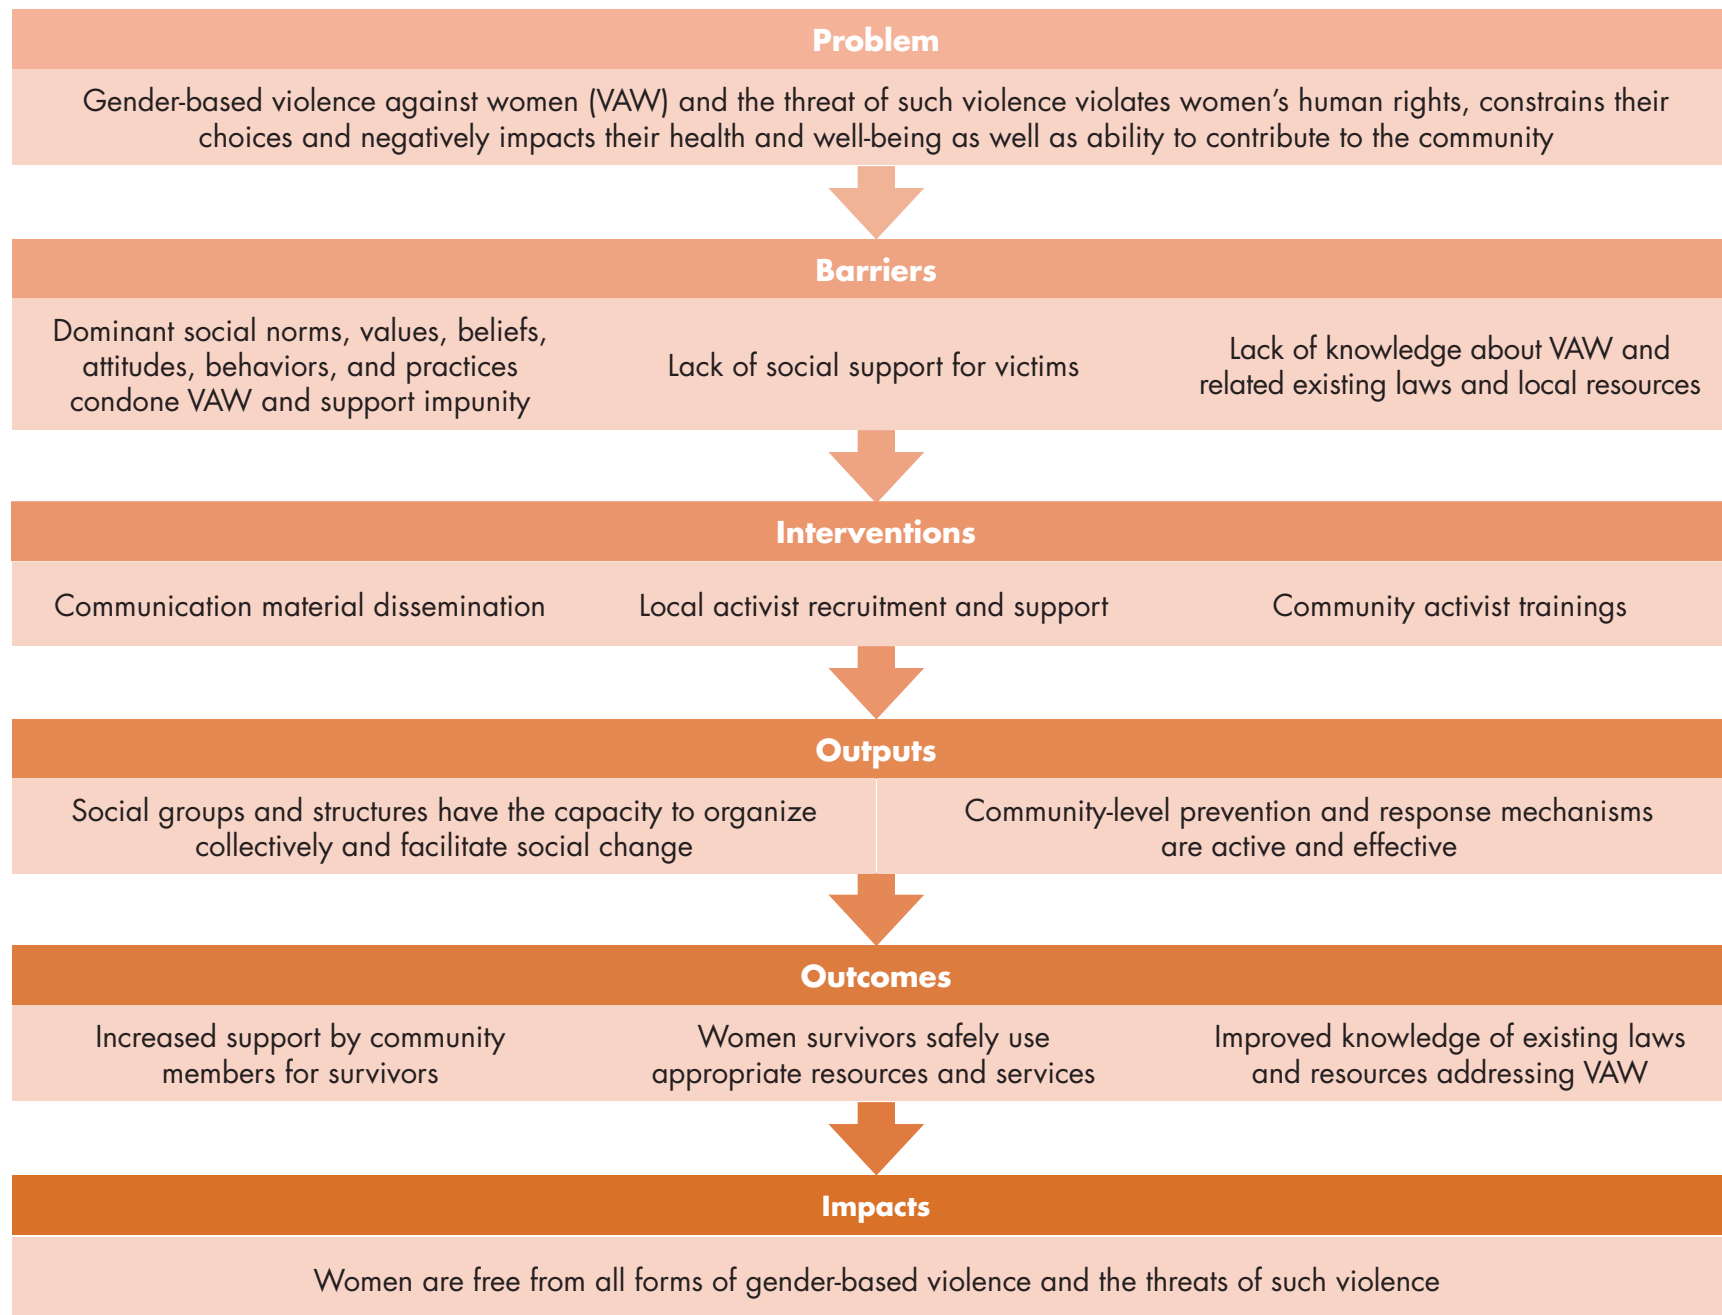 Problem
Gender-based violence against women (VAW) and the threat of such violence violates women’s human rights, constrains their
choices and negatively impacts their health and well-being as well as ability to contribute to the community
Barriers
Dominant social norms, values, beliefs,
attitudes, behaviors, and practices
condone VAW and support impunity
Lack of social support for victims
Lack of knowledge about VAW and
related existing laws and local resources
Interventions
Communication material dissemination
Local activist recruitment and support
Community activist trainings
Outputs
Social groups and structures have the capacity to organize
collectively and facilitate social change
Community-level prevention and response mechanisms
are active and effective
Outcomes
Increased support by community
members for survivors
Women survivors safely use
appropriate resources and services
Improved knowledge of existing laws
and resources addressing VAW
Impacts
Women are free from all forms of gender-based violence and the threats of such violence